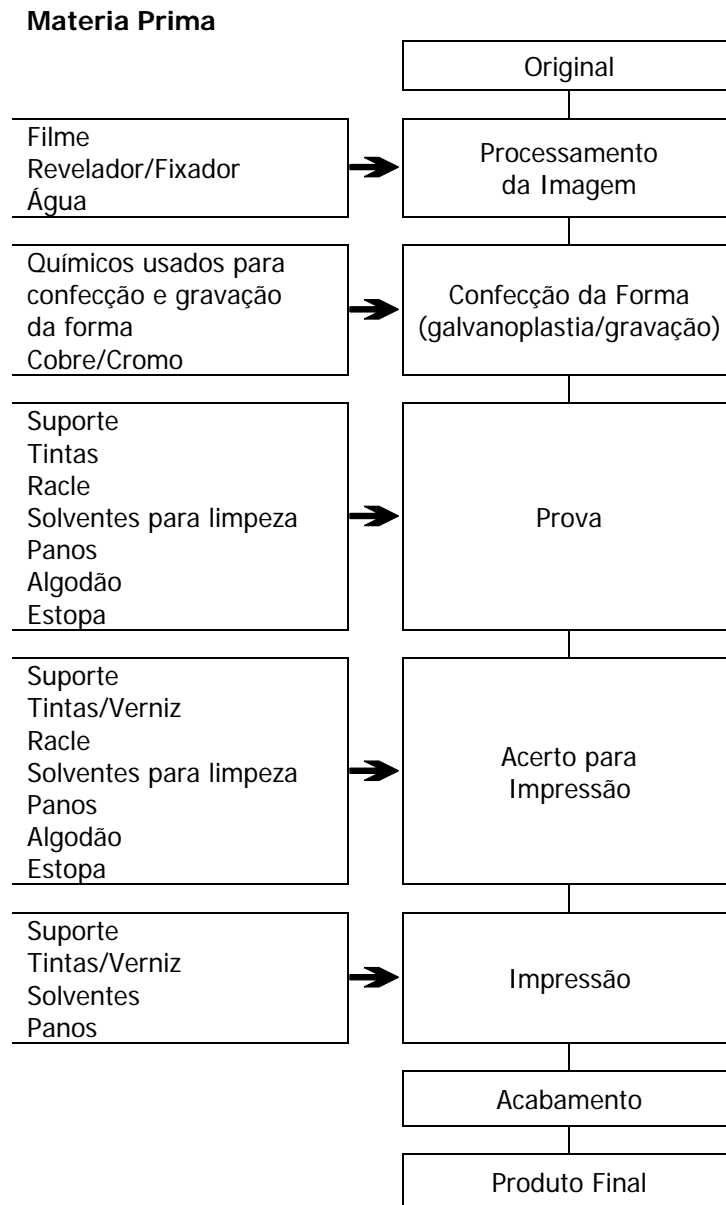 Materia Prima
Original
Filme
Revelador/Fixador
Água
Processamento
da Imagem
Químicos usados para
confecção e gravação
da forma
Cobre/Cromo
Confecção da Forma
(galvanoplastia/gravação)
Suporte
Tintas
Racle
Solventes para limpeza
Panos
Algodão
Estopa
Prova
Suporte
Tintas/Verniz
Racle
Solventes para limpeza
Panos
Algodão
Estopa
Acerto para
Impressão
Suporte
Tintas/Verniz
Solventes
Panos
Impressão
Acabamento
Produto Final